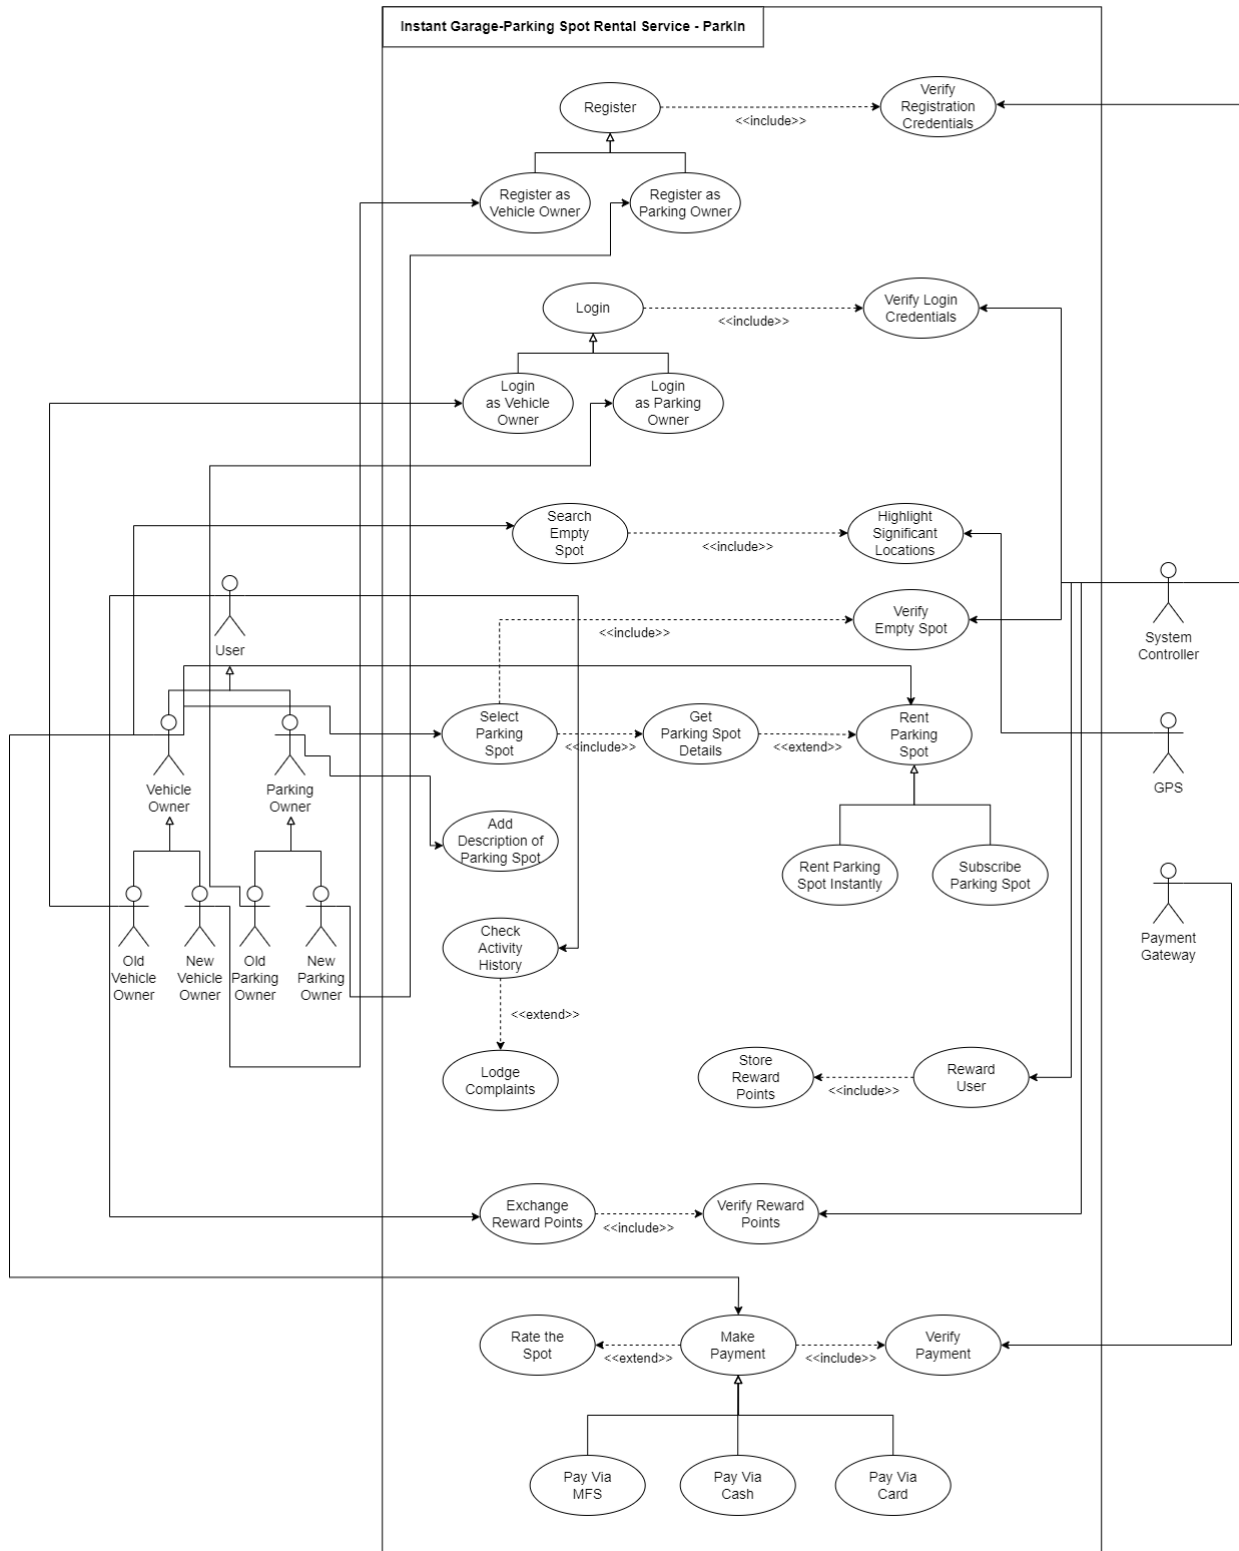 Instant Garage-Parking Spot Rental Service - ParkIn
Register
<<include>>
Verify
Registration
Credentials
Register as
Vehicle Owner
Register as
Parking Owner
Login
<<include>>
Verify Login
Credentials
Login
as Vehicle
Owner
Login
as Parking
Owner
Search
Empty
Spot
<<include>>
Highlight
Significant
Locations
User
<<include>>
Verify
Empty Spot
System
Controller
Select
Parking
Spot
<<include>>
Get
Parking Spot
Details
<<extend>>
Rent
Parking
Spot
Vehicle
Owner
Parking
Owner
GPS
Add
Description of
Parking Spot
Rent Parking
Spot Instantly
Subscribe
Parking Spot
Old
Vehicle
Owner
New
Vehicle
Owner
Old
Parking
Owner
New
Parking
Owner
Check
Activity
History
Payment
Gateway
<<extend>>
Lodge
Complaints
Store
Reward
Points
<<include>>
Reward
User
Exchange
Reward Points
<<include>>
Verify Reward
Points
Rate the
Spot
<<extend>>
Make
Payment
<<include>>
Verify
Payment
Pay Via
MFS
Pay Via
Cash
Pay Via
Card